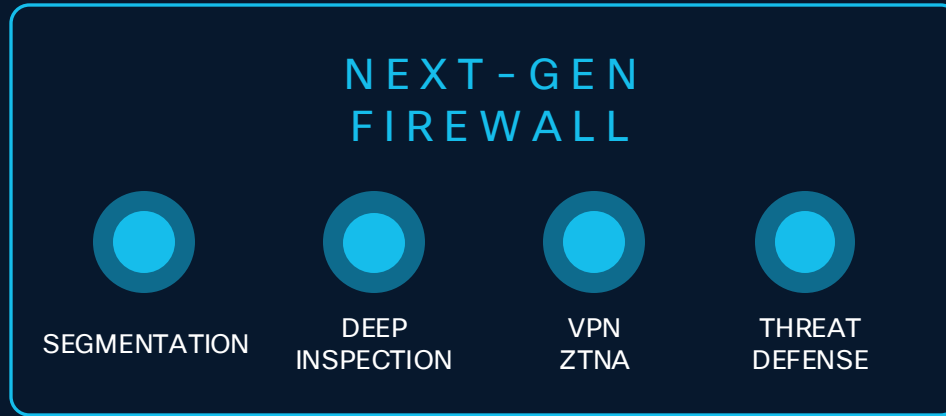 NEXT-GEN
FIREWALL
SEGMENTATION
DEEP
INSPECTION
VPN
ZTNA
THREAT
DEFENSE